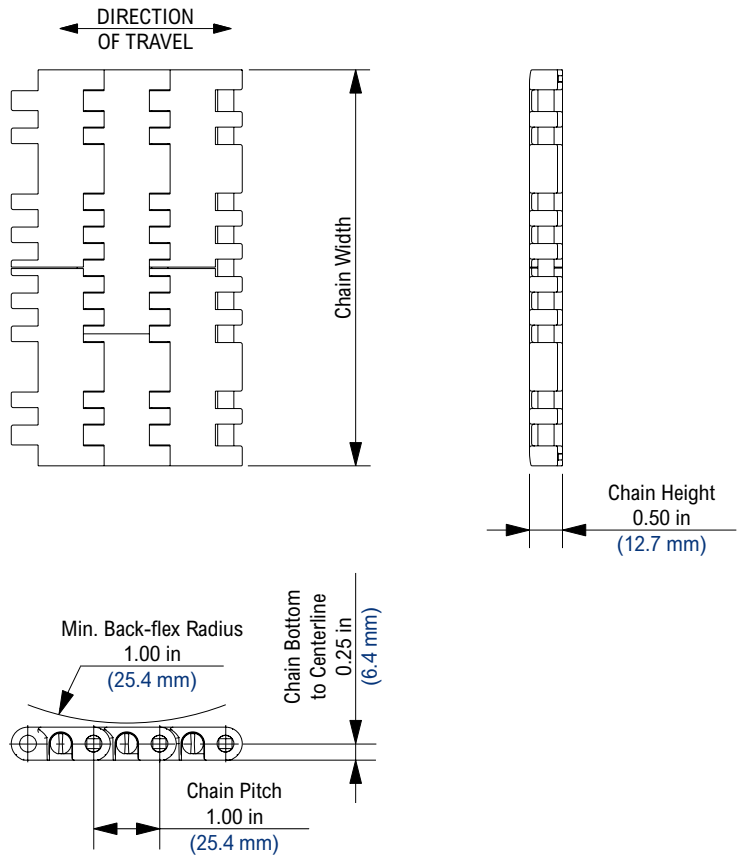 DIRECTION
OF TRAVEL
Chain Width
Chain Height
0.50 in
(12.7 mm)
Min. Back-flex Radius
1.00 in
(25.4 mm)
Chain Bottom
to Centerline
0.25 in
(6.4 mm)
Chain Pitch
1.00 in
(25.4 mm)